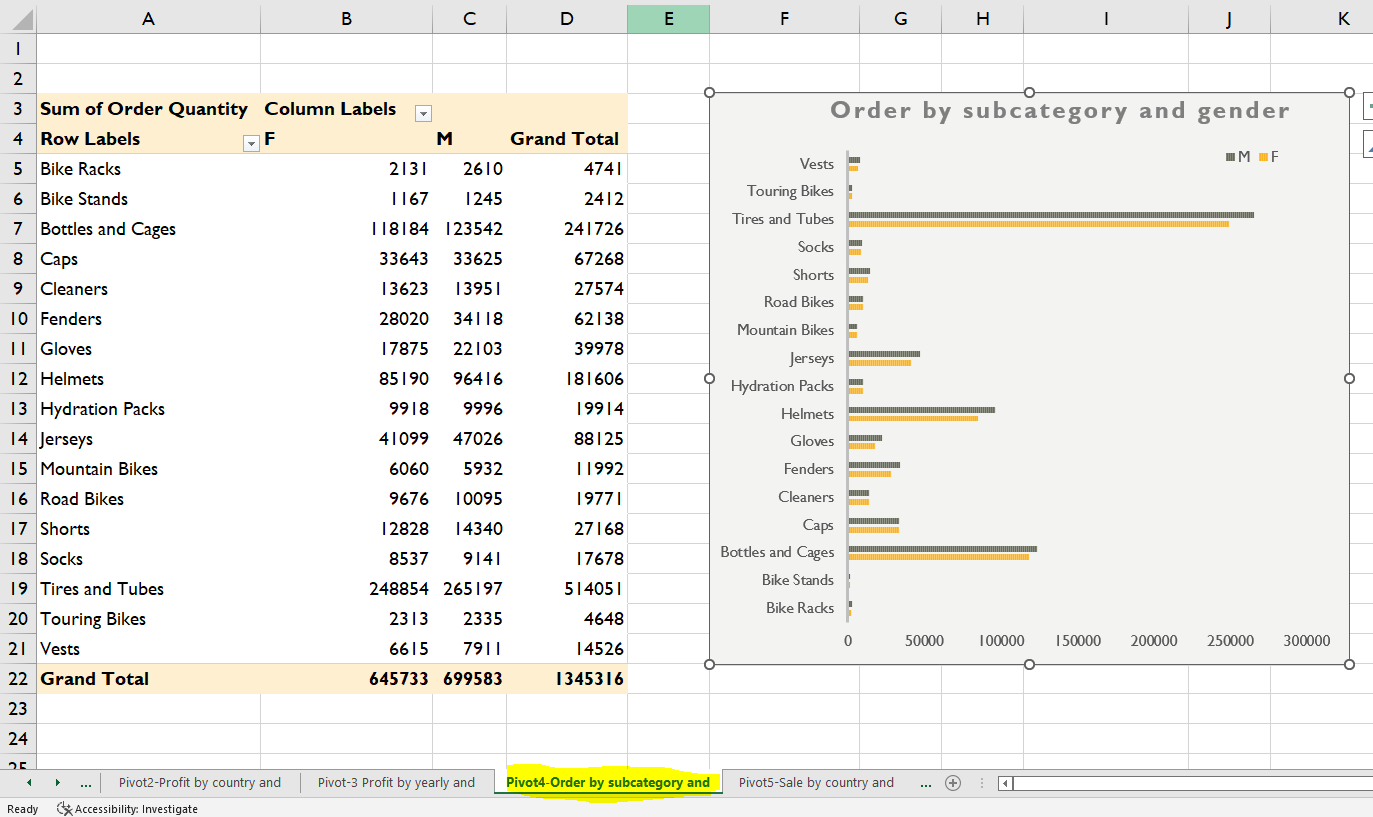 A B C D E F G H I J K
1
2
3 Sum of Order Quantity Column Labels
4 Row Labels F M Grand Total
5 Bike Racks 2131 2610 4741
6 Bike Stands 1167 1245 2412
7 Bottles and Cages 118184 123542 241726
8 Caps 33643 33625 67268
9 Cleaners 13623 13951 27574
10 Fenders 28020 34118 62138
11 Gloves 17875 22103 39978
12 Helmets 85190 96416 181606
13 Hydration Packs 9918 9996 19914
14 Jerseys 41099 47026 88125
15 Mountain Bikes 6060 5932 11992
16 Road Bikes 9676 10095 19771
17 Shorts 12828 14340 27168
18 Socks 8537 9141 17678
19 Tires and Tubes 248854 265197 514051
20 Touring Bikes 2313 2335 4648
21 Vests 6615 7911 14526
22 Grand Total 645733 699583 1345316
23
24
25
Order by subcategory and gender
M F
Vests
Touring Bikes
Tires and Tubes
Socks
Shorts
Road Bikes
Mountain Bikes
Jerseys
Hydration Packs
Helmets
Gloves
Fenders
Cleaners
Caps
Bottles and Cages
Bike Stands
Bike Racks
0 50000 100000 150000 200000 250000 300000
... Pivot2-Profit by country and Pivot-3 Profit by yearly and Pivot4-Order by subcategory and Pivot5-Sale by country and ...
Ready Accessibility: Investigate